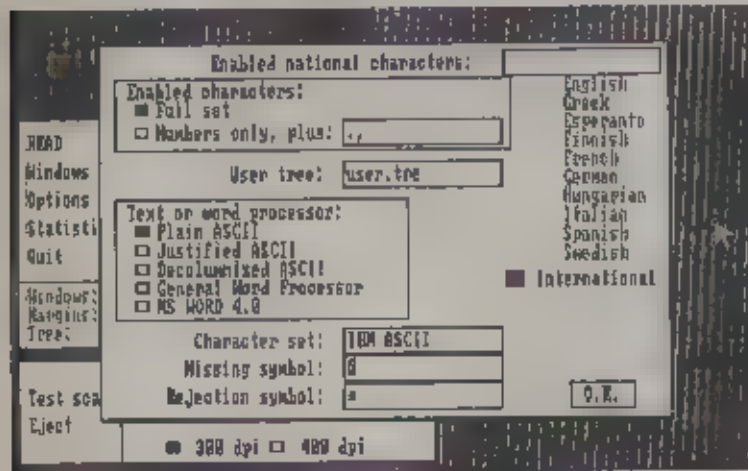 Enabled national characters:
Enabled characters:
Full set
Numbers only, plus: .,
User tree: user.tre
Text or word processor:
Plain ASCII
Justified ASCII
Decolumnized ASCII
General Word Processor
MS WORD 4.0
Character set: IBM ASCII
Missing symbol:
Rejection symbol:
English
Greek
Esperanto
Finnish
French
German
Hungarian
Italian
Spanish
Swedish
International
O.K.
READ
Windows
Options
Statisti
Quit
Windows:
Margins:
Tree:
Test sca
Eject
300 dpi 400 dpi